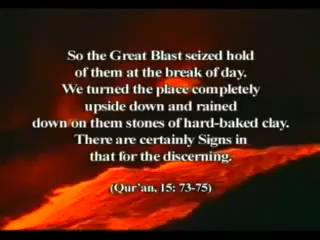 So the Great Blast seized hold
of them at the break of day.
We turned the place completely
upside down and rained
down on them stones of hard-baked clay.
There are certainly Signs in
that for the discerning.
(Qur'an, 15: 73-75)